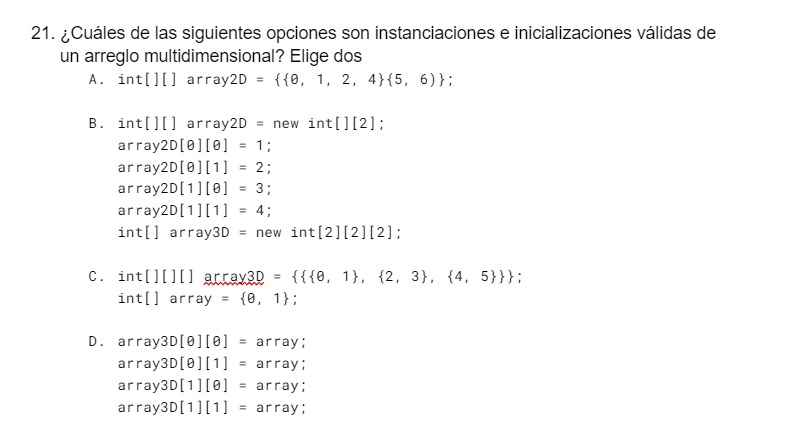 21. ¿Cuáles de las siguientes opciones son instanciaciones e inicializaciones válidas de
un arreglo multidimensional? Elige dos
A. int[][] array2D = {{0, 1, 2, 4}{5, 6)};
B. int[][] array2D = new int[][2];
array2D[0][0] = 1;
array2D[0][1] = 2;
array2D[1][0] = 3;
array2D[1][1] = 4;
int[] array3D = new int[2][2][2];
C. int[][][] array3D = {{{0, 1}, {2, 3}, {4, 5}}};
int[] array = {0, 1};
D. array3D[0][0] = array;
array3D[0][1] = array;
array3D[1][0] = array;
array3D[1][1] = array;